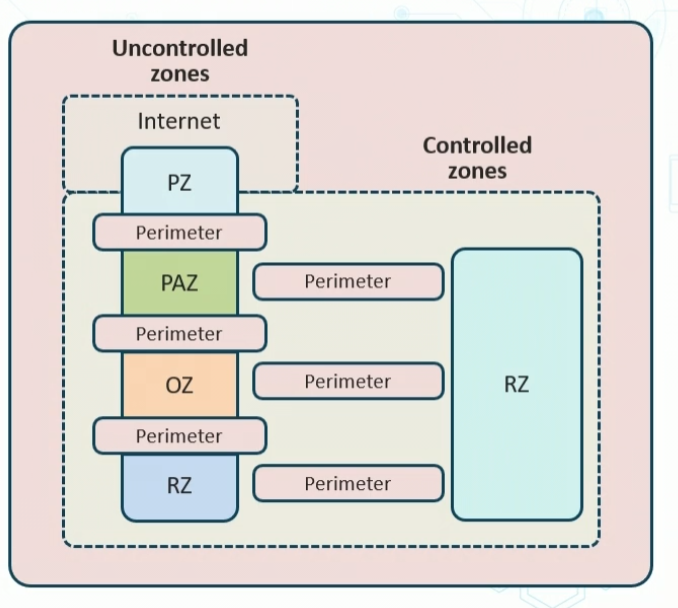 Uncontrolled
zones
Internet
Controlled
zones
PZ
Perimeter
PAZ
Perimeter
Perimeter
OZ
Perimeter
RZ
Perimeter
RZ
Perimeter